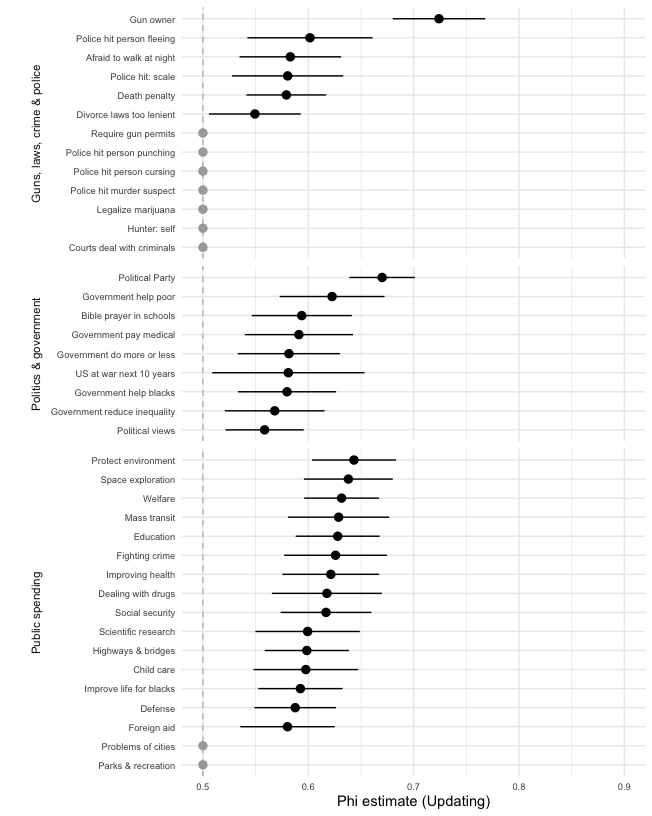 Guns, laws, crime & police
Gun owner
Police hit person fleeing
Afraid to walk at night
Police hit: scale
Death penalty
Divorce laws too lenient
Require gun permits
Police hit person punching
Police hit person cursing
Police hit murder suspect
Legalize marijuana
Hunter: self
Courts deal with criminals
Politics & government
Political Party
Government help poor
Bible prayer in schools
Government pay medical
Government do more or less
US at war next 10 years
Government help blacks
Government reduce inequality
Political views
Public spending
Protect environment
Space exploration
Welfare
Mass transit
Education
Fighting crime
Improving health
Dealing with drugs
Social security
Scientific research
Highways & bridges
Child care
Improve life for blacks
Defense
Foreign aid
Problems of cities
Parks & recreation
0.5 0.6 0.7 0.8 0.9
Phi estimate (Updating)